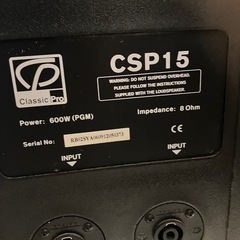 CSP15
WARNING: DO NOT SUSPEND OVERHEAD.
PLEASE FOLLOW THE INSTRUCTIONS
SUPPLIED WITH THE LOUDSPEAKER.
CP
Classic Pro
Power: 600W (PGM)
Impedance: 8 Ohm
Serial No:
CE
INPUT
INPUT